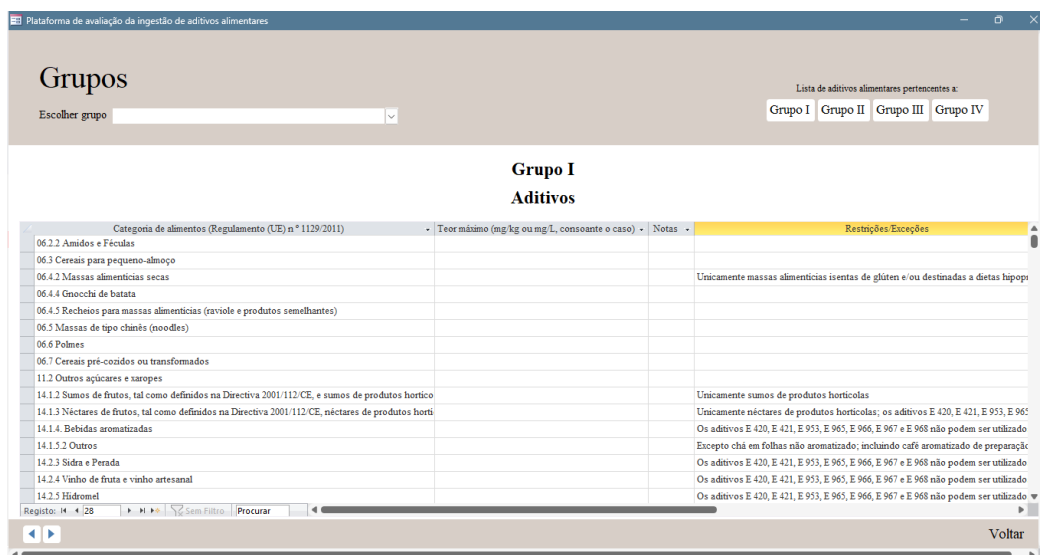 Plataforma de avaliação da ingestão de aditivos alimentares
Grupos
Lista de aditivos alimentares pertencentes a:
Escolher grupo
Grupo I Grupo II Grupo III Grupo IV
Grupo I
Aditivos
Categoria de alimentos (Regulamento (UE) n º 1129/2011) Teor máximo (mg/kg ou mg/L, consoante o caso) Notas Restrições/Exceções
06.2.2 Amidos e Féculas
06.3 Cereais para pequeno-almoço
06.4.2 Massas alimentícias secas Unicamente massas alimentícias isentas de glúten e/ou destinadas a dietas hipopr
06.4.4 Gnocchi de batata
06.4.5 Recheios para massas alimentícias (raviole e produtos semelhantes)
06.5 Massas de tipo chinês (noodles)
06.6 Polmes
06.7 Cereais pré-cozidos ou transformados
11.2 Outros açúcares e xaropes
14.1.2 Sumos de frutos, tal como definidos na Directiva 2001/112/CE, e sumos de produtos hortíco Unicamente sumos de produtos hortícolas
14.1.3 Néctares de frutos, tal como definidos na Directiva 2001/112/CE, néctares de produtos hortí Unicamente néctares de produtos hortícolas; os aditivos E 420, E 421, E 953, E 965
14.1.4. Bebidas aromatizadas Os aditivos E 420, E 421, E 953, E 965, E 966, E 967 e E 968 não podem ser utilizado
14.1.5.2 Outros Excepto chá em folhas não aromatizado; incluindo café aromatizado de preparação
14.2.3 Sidra e Perada Os aditivos E 420, E 421, E 953, E 965, E 966, E 967 e E 968 não podem ser utilizado
14.2.4 Vinho de fruta e vinho artesanal Os aditivos E 420, E 421, E 953, E 965, E 966, E 967 e E 968 não podem ser utilizado
14.2.5 Hidromel Os aditivos E 420, E 421, E 953, E 965, E 966, E 967 e E 968 não podem ser utilizado
Registo: 28 Sem Filtro Procurar
Voltar